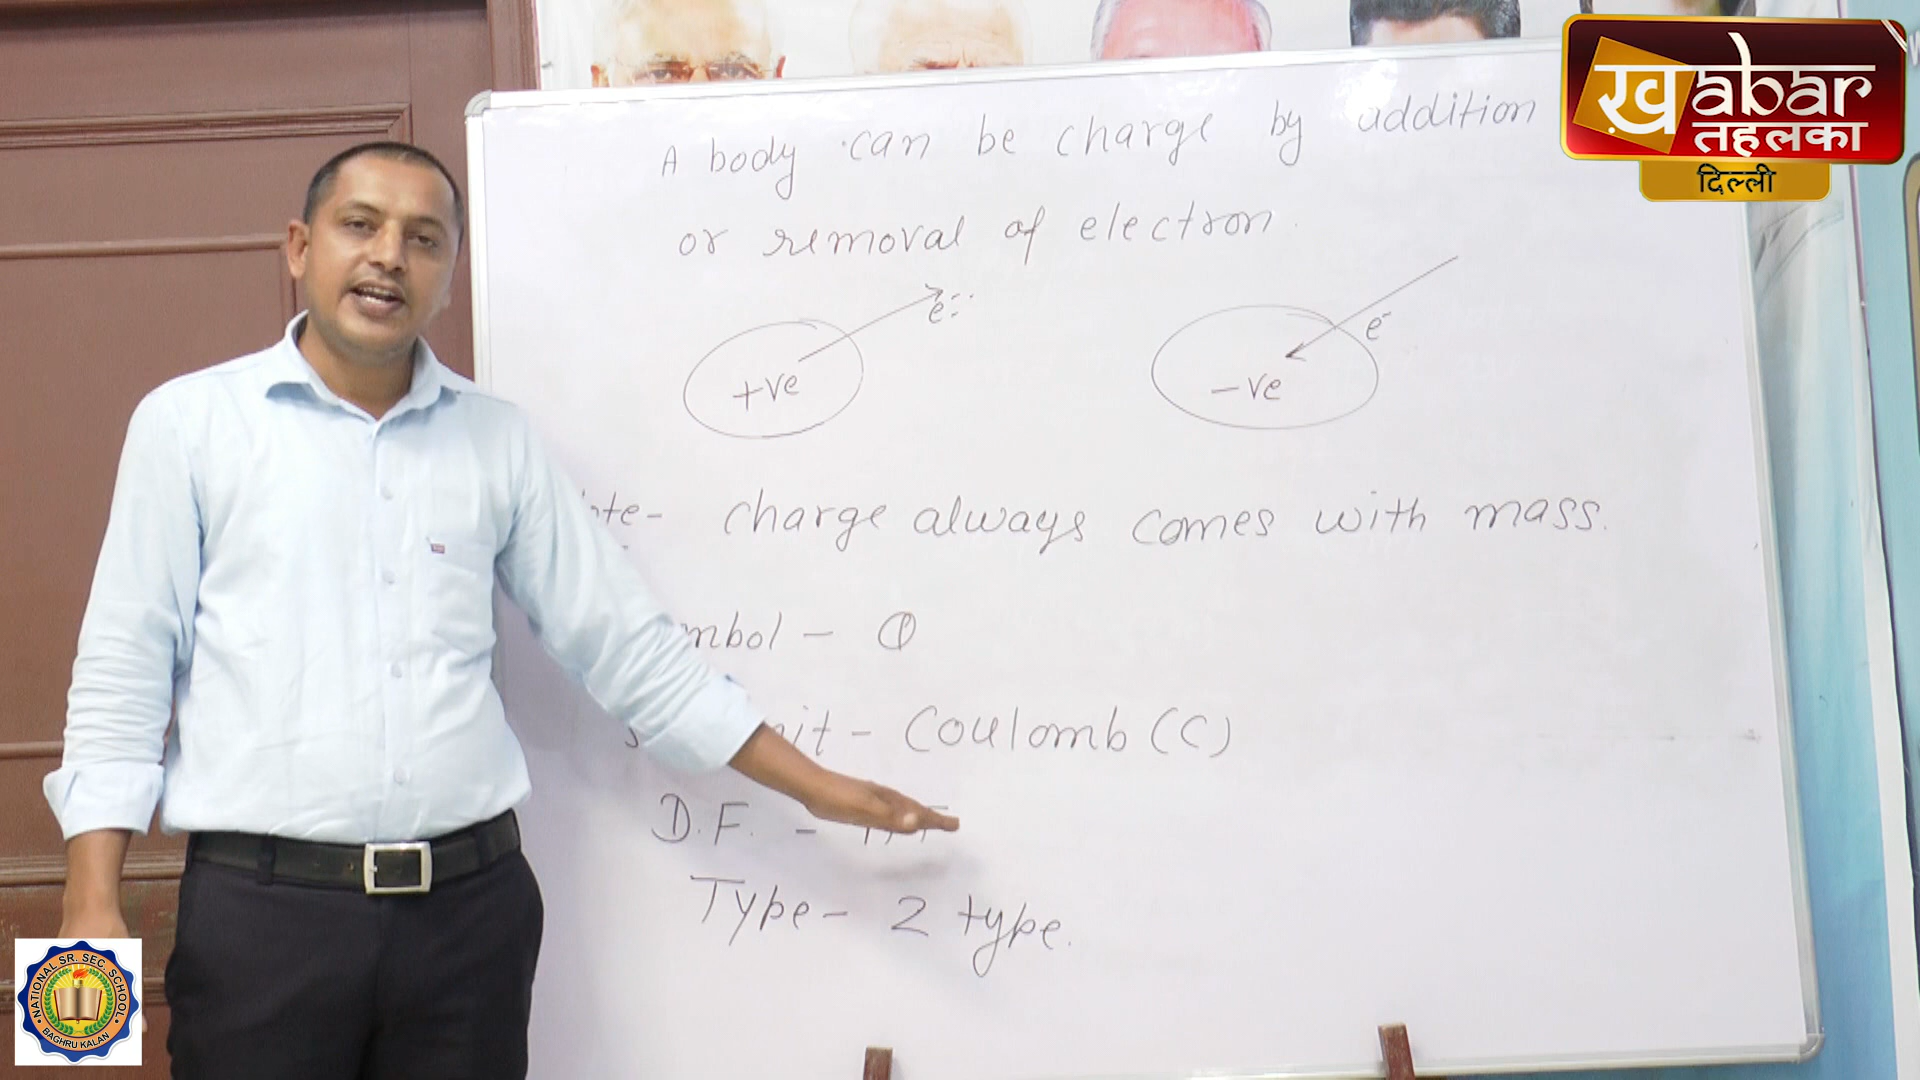 A body can be charge by addition
or removal of electron.
e-
+ve
e-
-ve
charge always comes with mass.
Q
Coulomb (C)
D.F. -
Type - 2 type.
ख़abar
तहलका
दिल्ली
NATIONAL SR. SEC. SCHOOL
BAGHRU KALAN